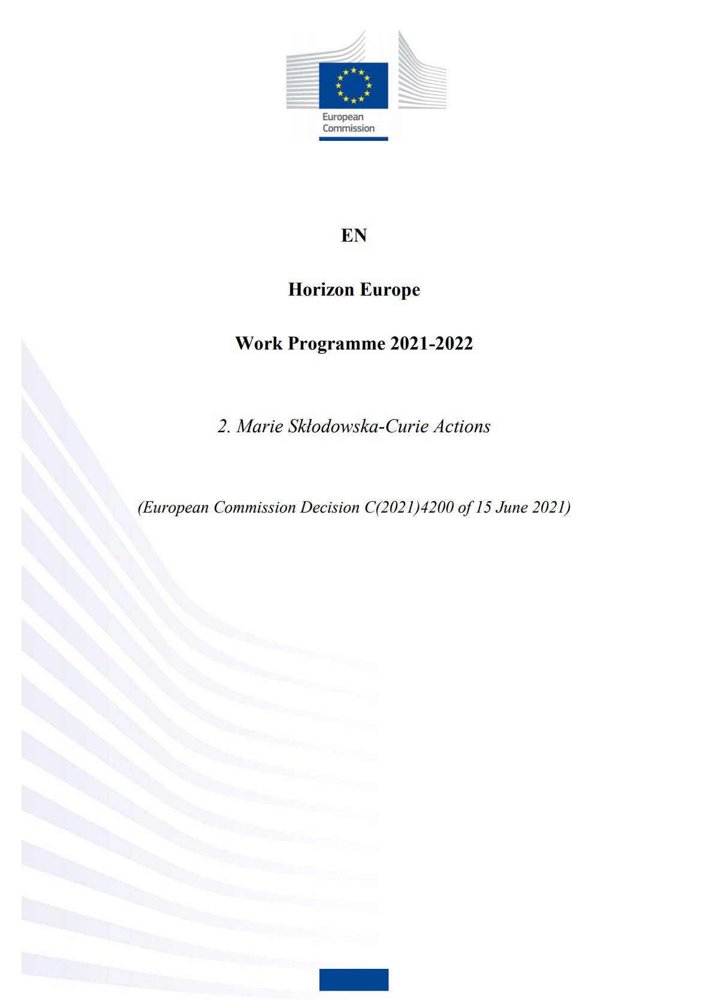 European
Commission
EN
Horizon Europe
Work Programme 2021-2022
2. Marie Skłodowska-Curie Actions
(European Commission Decision C(2021)4200 of 15 June 2021)